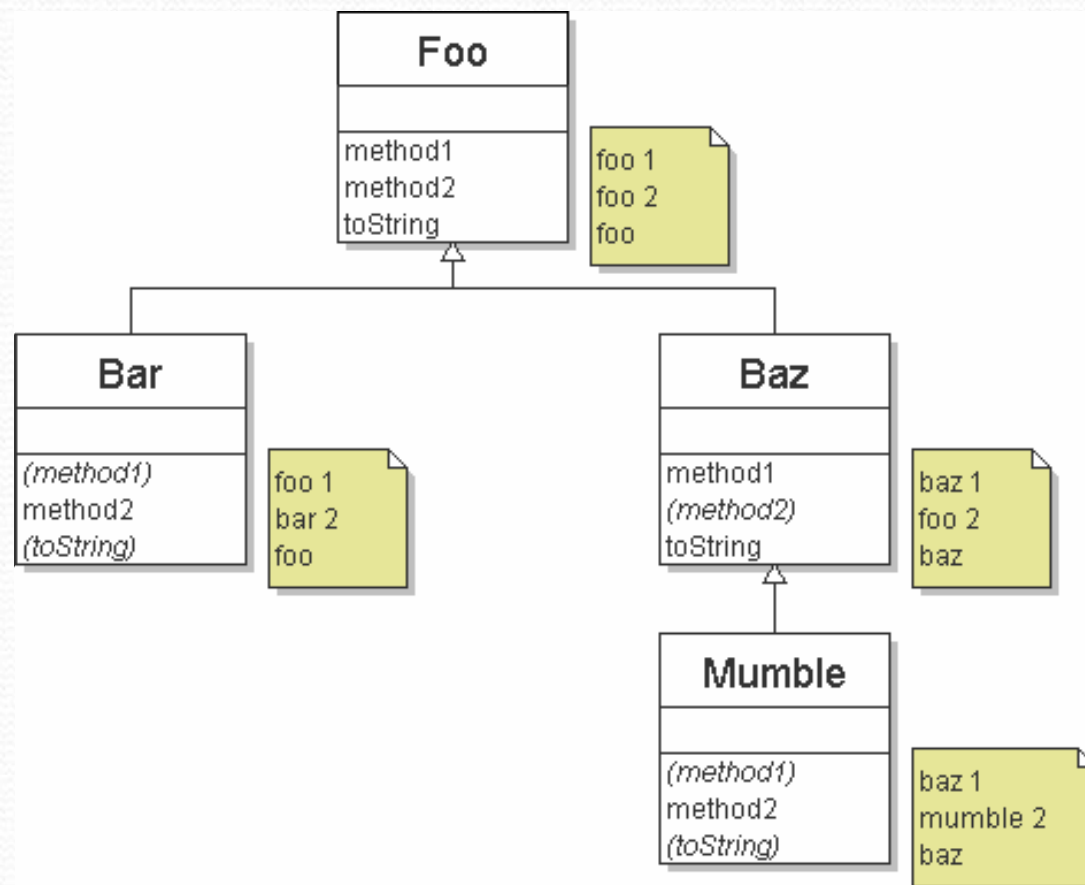 Foo
method1
method2
toString
foo 1
foo 2
foo
Bar
(method1)
method2
(toString)
foo 1
bar 2
foo
Baz
method1
(method2)
toString
baz 1
foo 2
baz
Mumble
(method1)
method2
(toString)
baz 1
mumble 2
baz